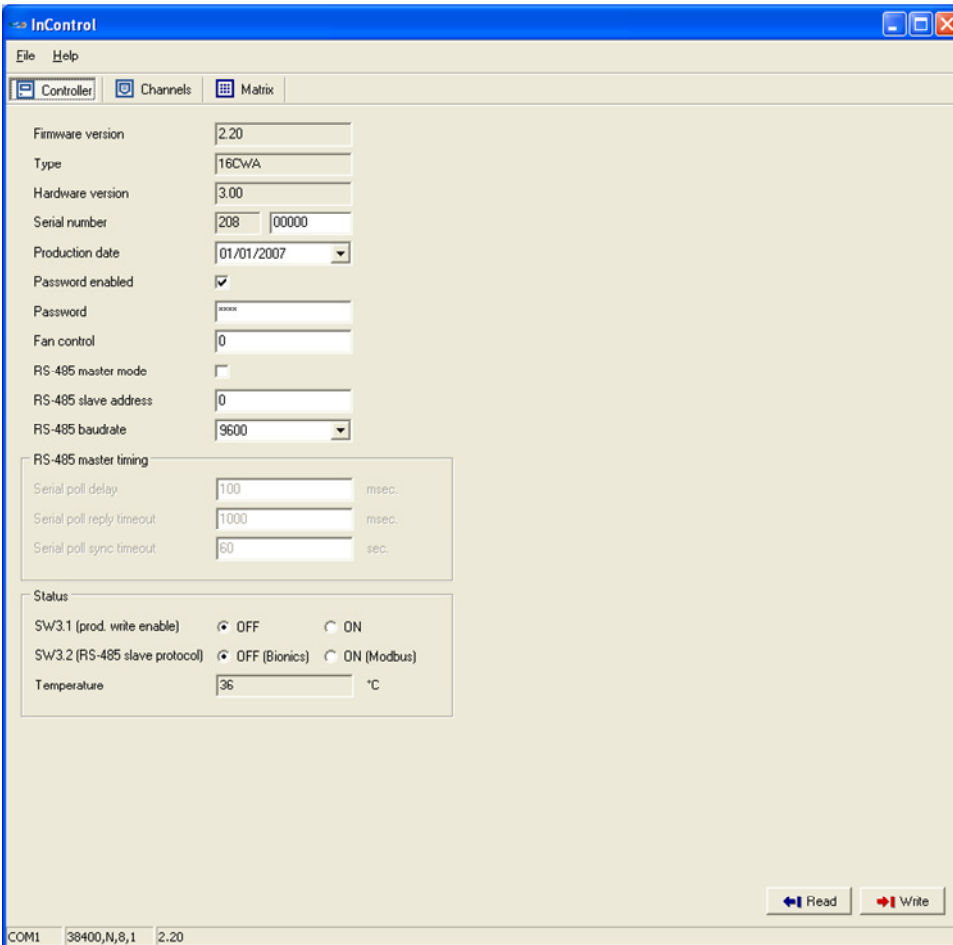 InControl
File Help
Controller Channels Matrix
Firmware version 2.20
Type 16CWA
Hardware version 3.00
Serial number 208 00000
Production date 01/01/2007
Password enabled
Password ****
Fan control 0
RS-485 master mode
RS-485 slave address 0
RS-485 baudrate 9600
RS-485 master timing
Serial poll delay 100 msec.
Serial poll reply timeout 1000 msec.
Serial poll sync timeout 60 sec.
Status
SW3.1 (prod. write enable) OFF ON
SW3.2 (RS-485 slave protocol) OFF (Bionics) ON (Modbus)
Temperature 36 °C
Read Write
COM1 38400,N,8,1 2.20